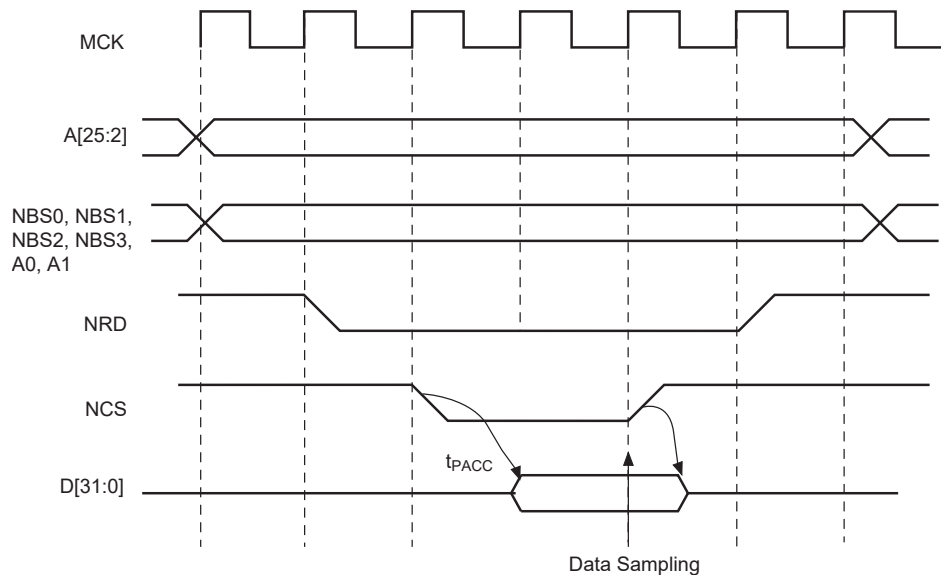 MCK
A[25:2]
NBS0, NBS1,
NBS2, NBS3,
A0, A1
NRD
NCS
tPACC
D[31:0]
Data Sampling